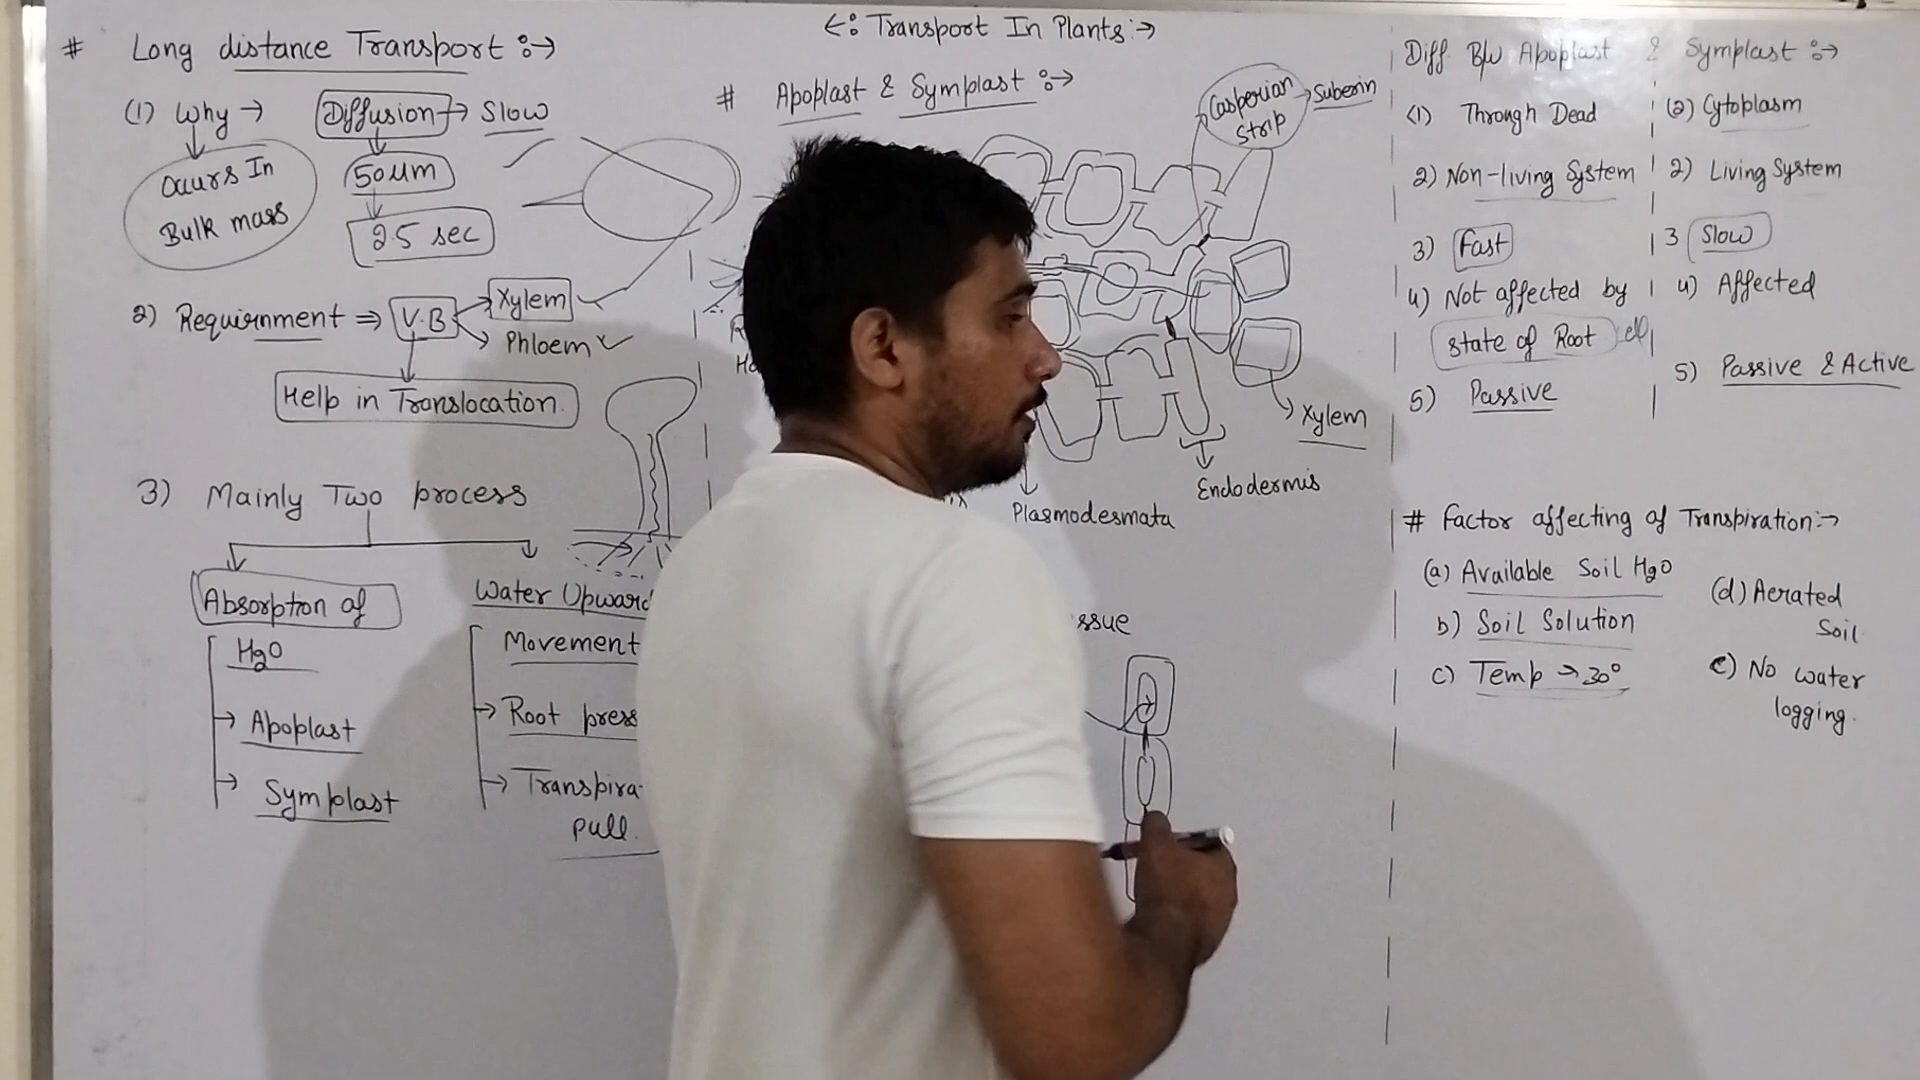 <: Transport In Plants :->
# Long distance Transport :->
(1) Why -> Diffusion -> Slow
Occurs In
Bulk mass
50 um
2.5 sec
2) Requirnment => V.B
Xylem
Phloem
Help in Translocation
3) Mainly Two process
Absorption of
H2O
-> Apoplast
-> Symplast
Water Upward
Movement
-> Root press
-> Transpira
pull.
# Apoplast & Symplast :->
Casperian
Strip
-> Suberin
Xylem
Endodermis
Plasmodesmata
ssue
Diff. B/w Apoplast & Symplast :->
(1) Through Dead
2) Non-living System
3) Fast
4) Not affected by
state of Root cell
5) Passive
(2) Cytoplasm
2) Living System
3 Slow
4) Affected
5) Passive & Active
# Factor affecting of Transpiration :->
(a) Available Soil H2O
b) Soil Solution
c) Temp -> 30°
(d) Aerated
Soil
e) No water
logging.